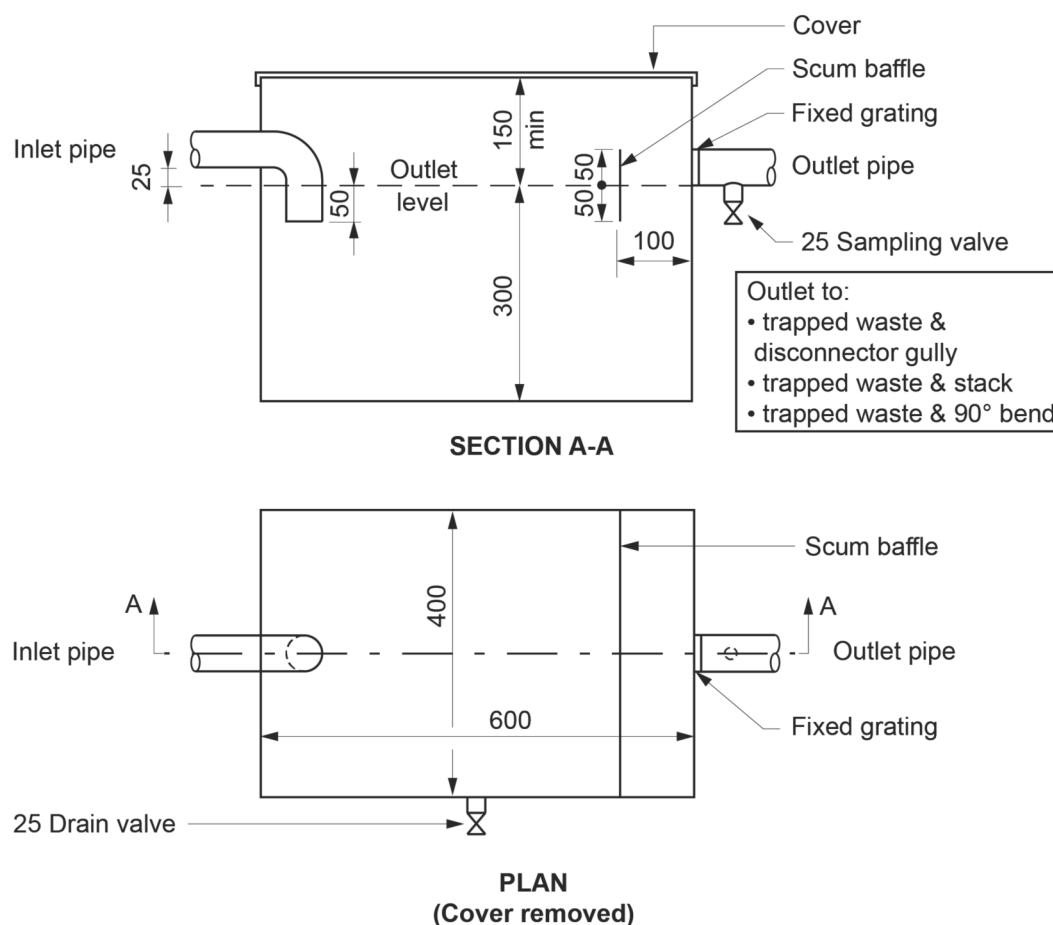 Cover
Scum baffle
Fixed grating
Inlet pipe
25
50
Outlet
level
150
min
50 50
Outlet pipe
100
25 Sampling valve
300
Outlet to:
• trapped waste &
disconnector gully
• trapped waste & stack
• trapped waste & 90° bend
SECTION A-A
Scum baffle
A
400
A
Inlet pipe
Outlet pipe
600
Fixed grating
25 Drain valve
PLAN
(Cover removed)